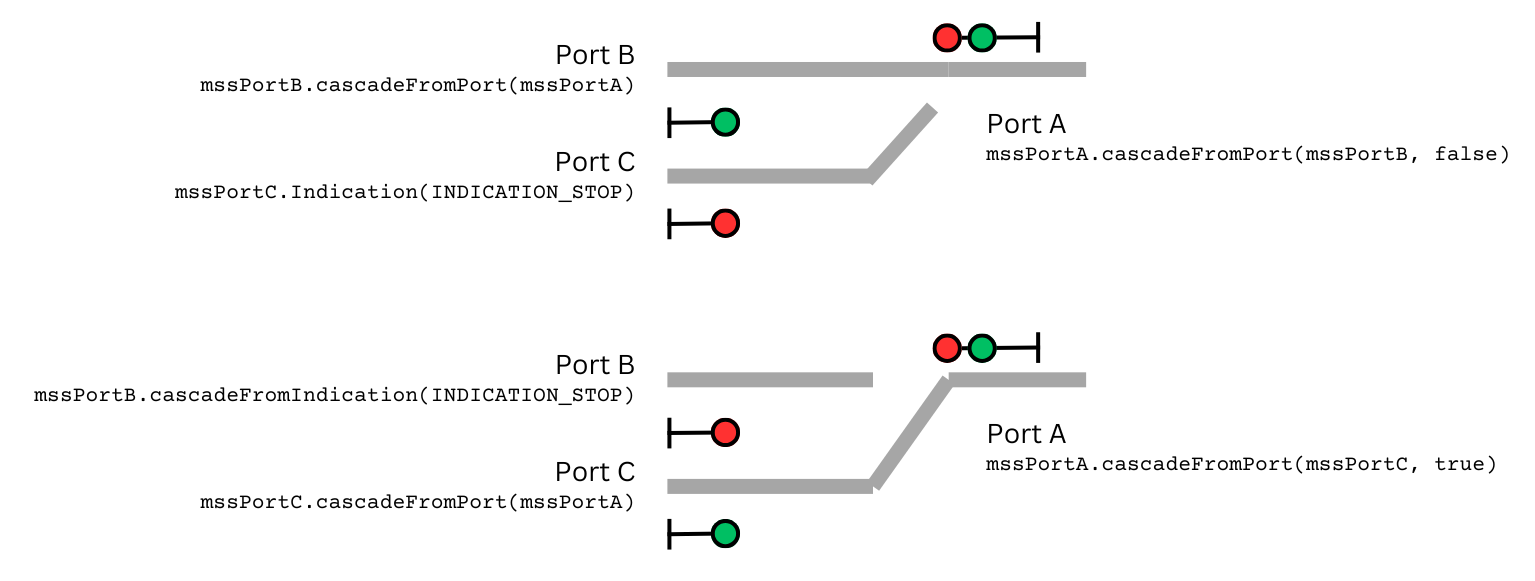 Port B
mssPortB.cascadeFromPort(mssPortA)
Port A
mssPortA.cascadeFromPort(mssPortB, false)
Port C
mssPortC.Indication(INDICATION_STOP)
Port B
mssPortB.cascadeFromIndication(INDICATION_STOP)
Port A
mssPortA.cascadeFromPort(mssPortC, true)
Port C
mssPortC.cascadeFromPort(mssPortA)